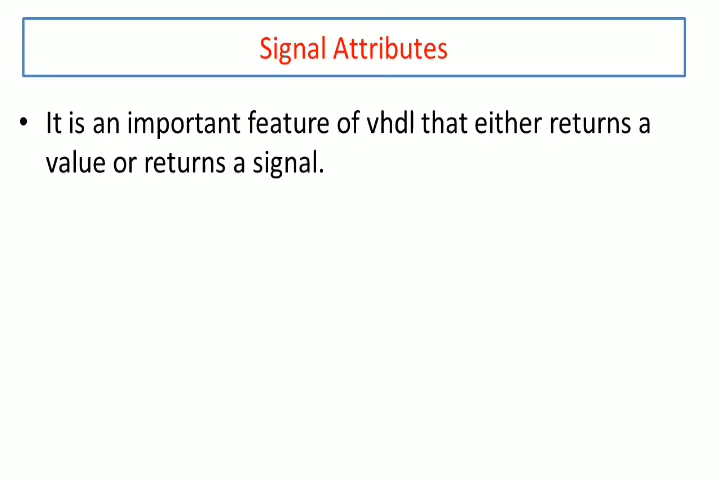 Signal Attributes
• It is an important feature of vhdl that either returns a
value or returns a signal.